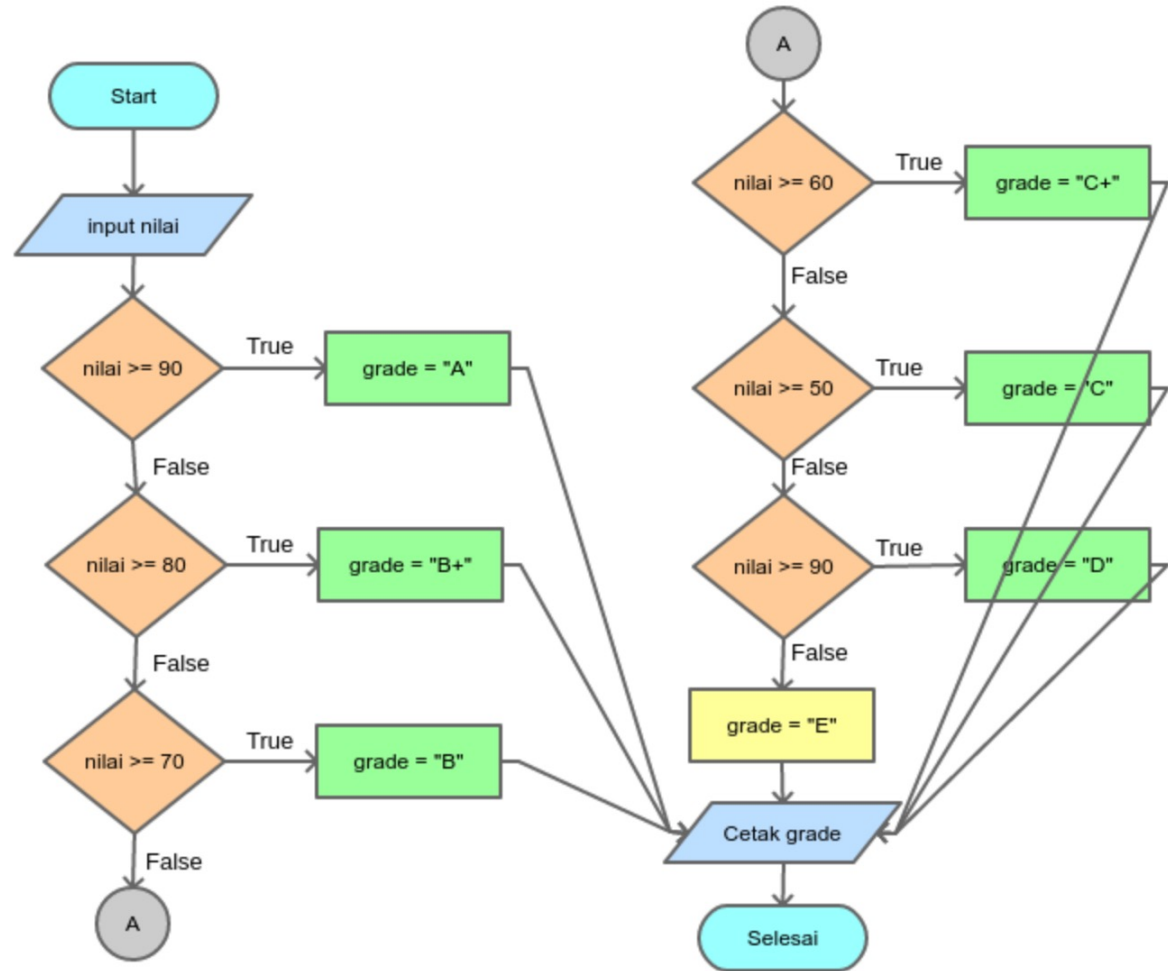 Start
input nilai
nilai >= 90
True
grade = "A"
False
nilai >= 80
True
grade = "B+"
False
nilai >= 70
True
grade = "B"
False
A
A
nilai >= 60
True
grade = "C+"
False
nilai >= 50
True
grade = "C"
False
nilai >= 90
True
grade = "D"
False
grade = "E"
Cetak grade
Selesai